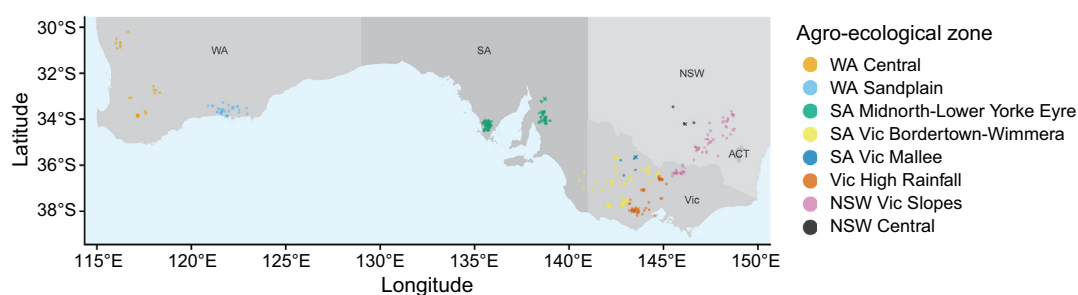 30°S
32°S
34°S
36°S
38°S
Latitude
WA
SA
NSW
ACT
Vic
115°E 120°E 125°E 130°E 135°E 140°E 145°E 150°E
Longitude
Agro-ecological zone
WA Central
WA Sandplain
SA Midnorth-Lower Yorke Eyre
SA Vic Bordertown-Wimmera
SA Vic Mallee
Vic High Rainfall
NSW Vic Slopes
NSW Central